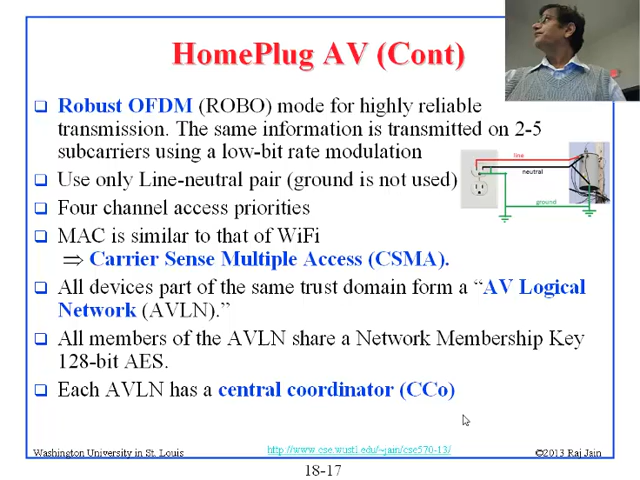 HomePlug AV (Cont)
Robust OFDM (ROBO) mode for highly reliable
transmission. The same information is transmitted on 2-5
subcarriers using a low-bit rate modulation
line
neutral
ground
Use only Line-neutral pair (ground is not used)
Four channel access priorities
MAC is similar to that of WiFi
⇒ Carrier Sense Multiple Access (CSMA).
All devices part of the same trust domain form a “AV Logical
Network (AVLN).”
All members of the AVLN share a Network Membership Key
128-bit AES.
Each AVLN has a central coordinator (CCo)
Washington University in St. Louis
http://www.cse.wustl.edu/~jain/cse570-13/
©2013 Raj Jain
18-17